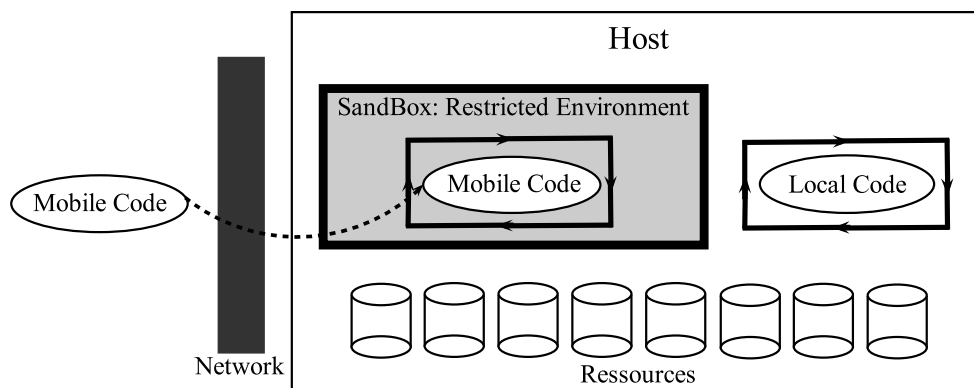 Host
SandBox: Restricted Environment
Mobile Code
Mobile Code
Local Code
Network
Ressources